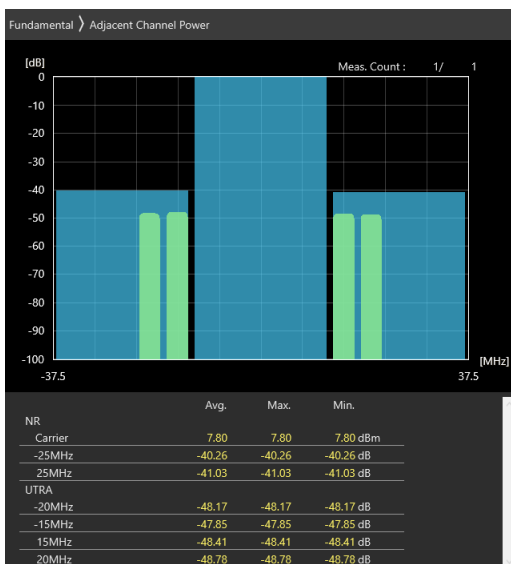 Fundamental 〉 Adjacent Channel Power
[dB]
Meas. Count : 1/ 1
0
-10
-20
-30
-40
-50
-60
-70
-80
-90
-100
[MHz]
-37.5 37.5
Avg. Max. Min.
NR
Carrier 7.80 7.80 7.80 dBm
-25MHz -40.26 -40.26 -40.26 dB
25MHz -41.03 -41.03 -41.03 dB
UTRA
-20MHz -48.17 -48.17 -48.17 dB
-15MHz -47.85 -47.85 -47.85 dB
15MHz -48.41 -48.41 -48.41 dB
20MHz -48.78 -48.78 -48.78 dB